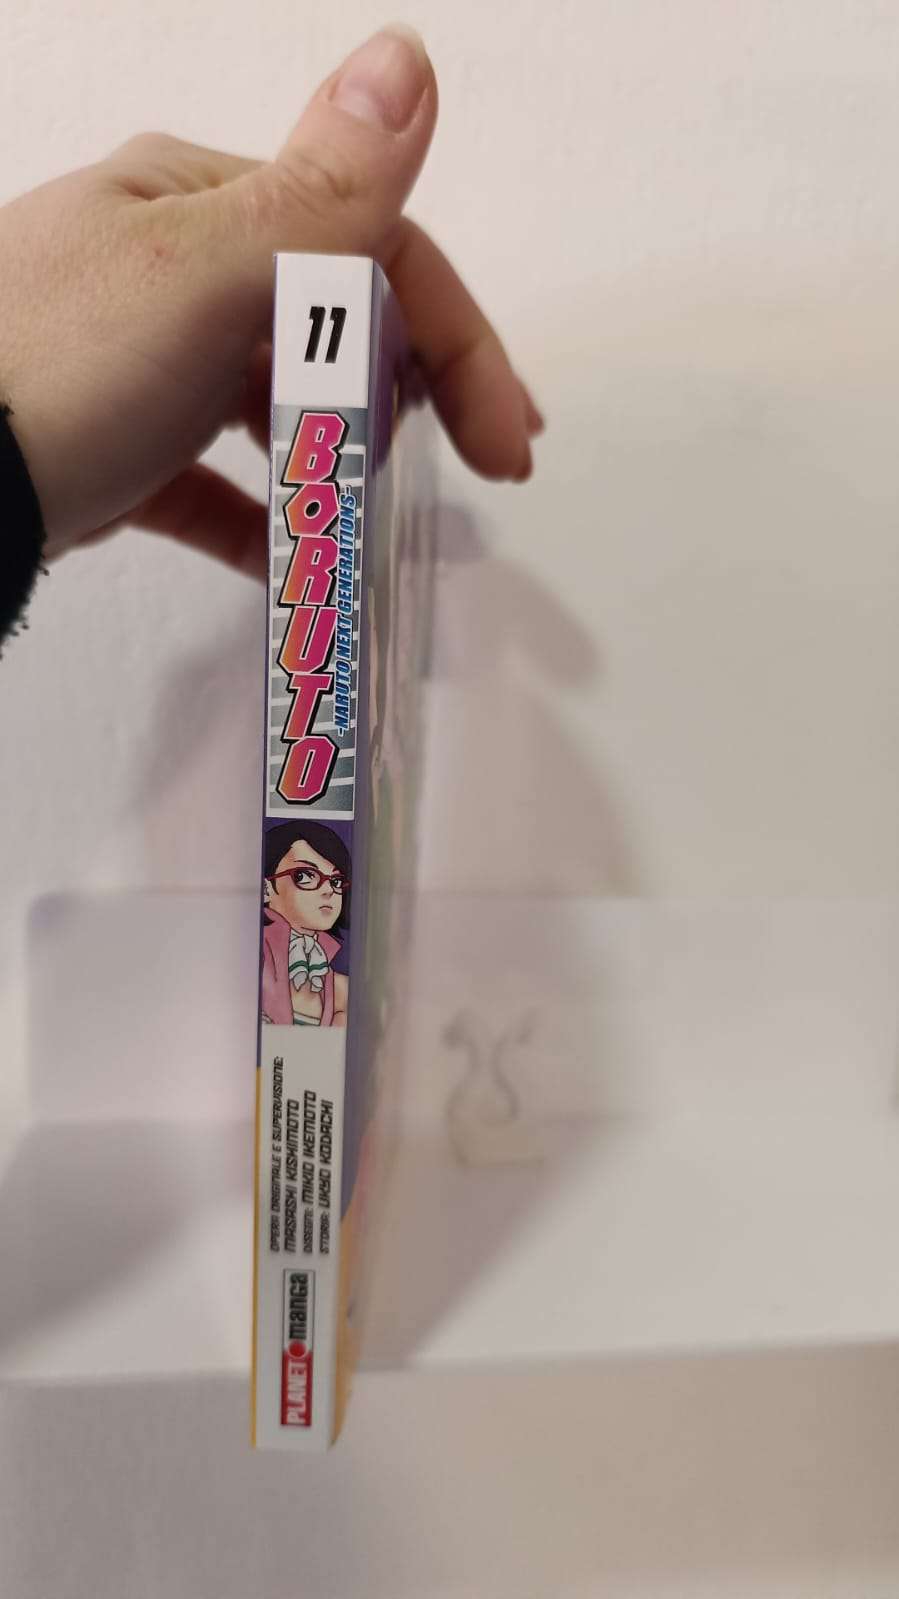 11
BORUTO
-NARUTO NEXT GENERATIONS-
OPERA ORIGINALE E SUPERVISIONE:
MASASHI KISHIMOTO
DISEGNI: MIKIO IKEMOTO
STORIA: UKYO KODACHI
PLANET manga